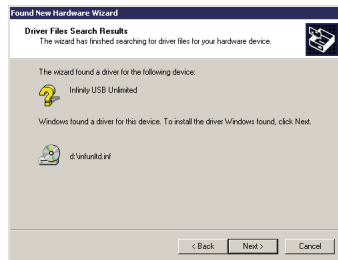 Found New Hardware Wizard
Driver Files Search Results
The wizard has finished searching for driver files for your hardware device.
The wizard found a driver for the following device:
Infinity USB Unlimited
Windows found a driver for this device. To install the driver Windows found, click Next.
d:\infunltd.inf
< Back
Next >
Cancel